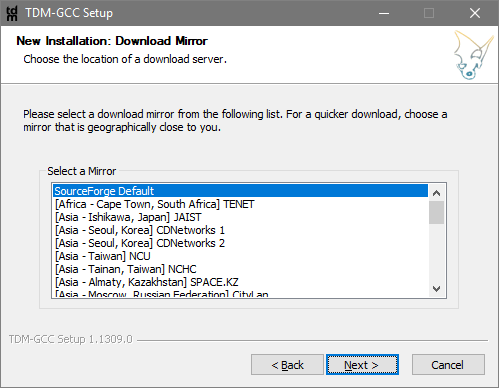 tdm TDM-GCC Setup
New Installation: Download Mirror
Choose the location of a download server.
Please select a download mirror from the following list. For a quicker download, choose a
mirror that is geographically close to you.
Select a Mirror
SourceForge Default
[Africa - Cape Town, South Africa] TENET
[Asia - Ishikawa, Japan] JAIST
[Asia - Seoul, Korea] CDNetworks 1
[Asia - Seoul, Korea] CDNetworks 2
[Asia - Taiwan] NCU
[Asia - Tainan, Taiwan] NCHC
[Asia - Almaty, Kazakhstan] SPACE.KZ
[Asia - Moscow, Russian Federation] CityLan
TDM-GCC Setup 1.1309.0
< Back
Next >
Cancel